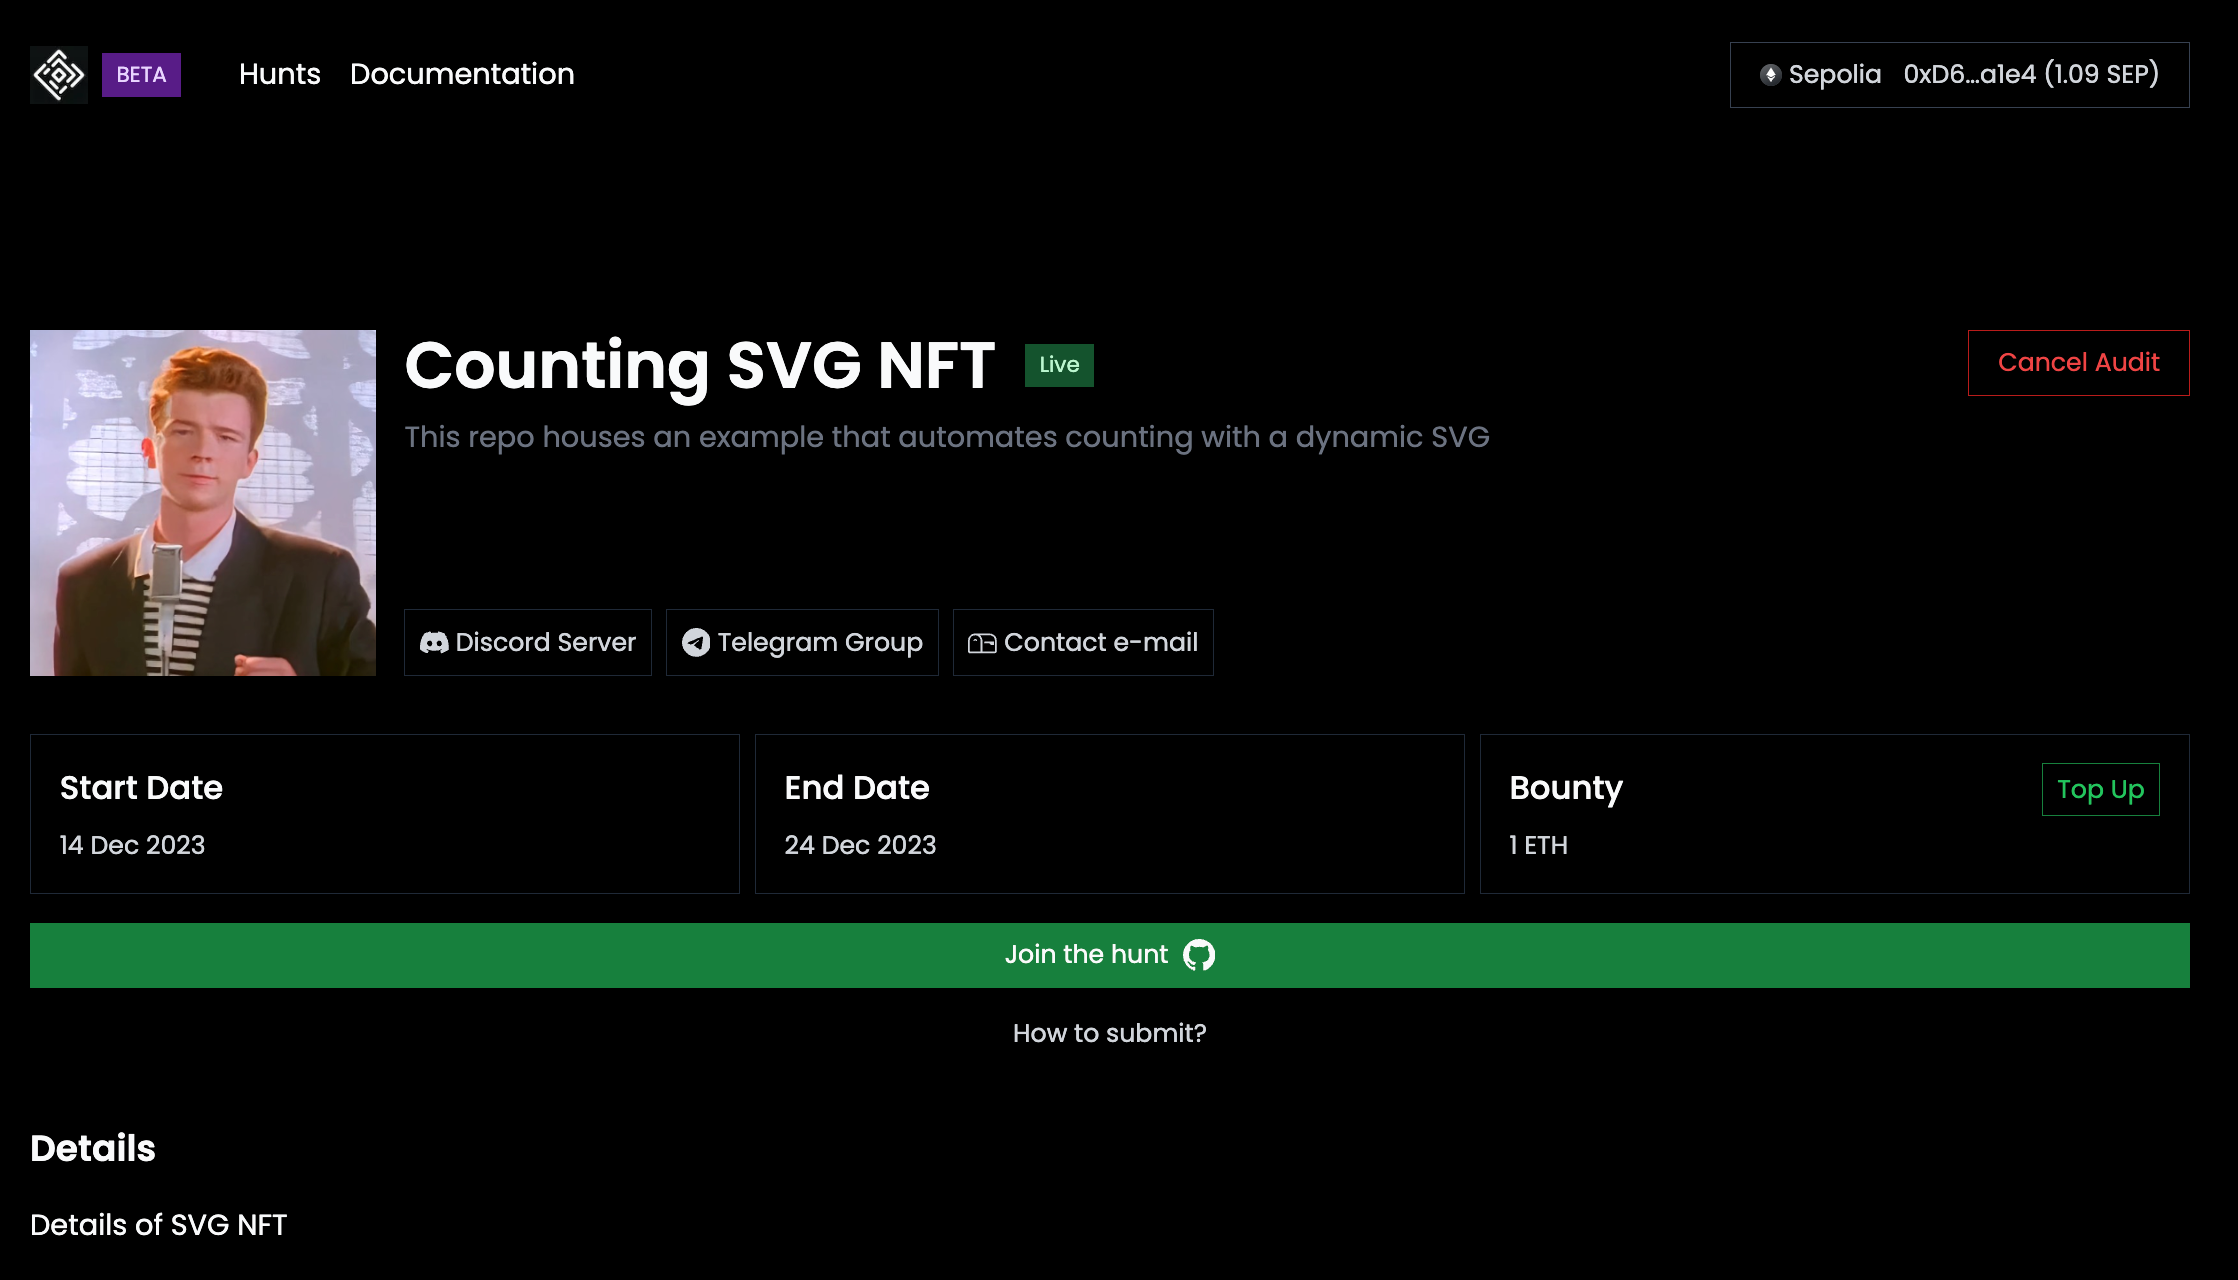 BETA
Hunts
Documentation
Sepolia 0xD6...a1e4 (1.09 SEP)
Counting SVG NFT
Live
Cancel Audit
This repo houses an example that automates counting with a dynamic SVG
Discord Server
Telegram Group
Contact e-mail
Start Date
14 Dec 2023
End Date
24 Dec 2023
Bounty
Top Up
1 ETH
Join the hunt
How to submit?
Details
Details of SVG NFT